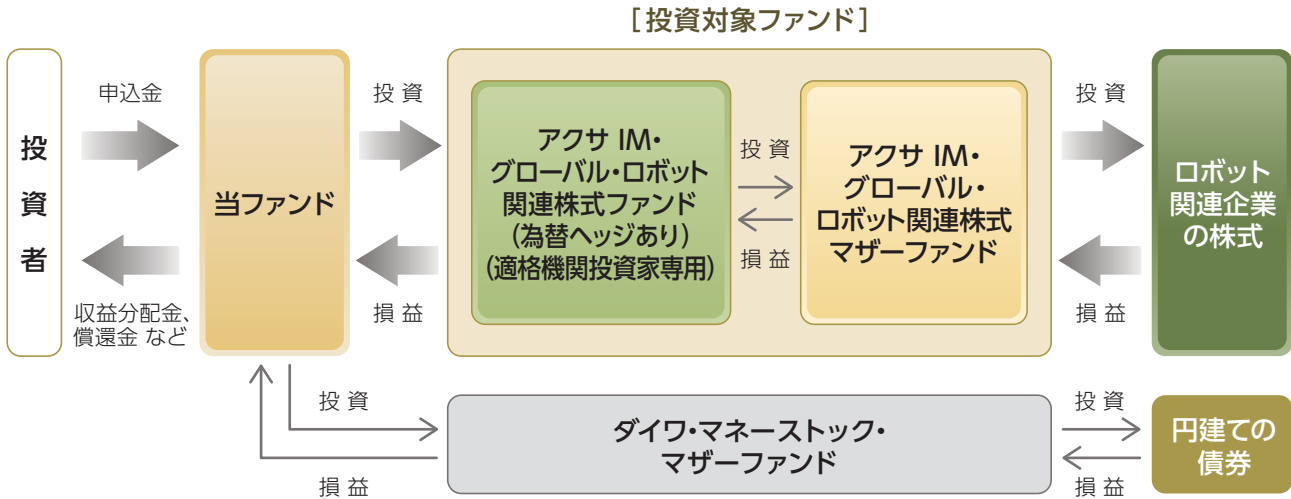 [投資対象ファンド]
投資者
申込金
収益分配金、
償還金 など
当ファンド
投 資
損 益
アクサ IM・
グローバル・ロボット
関連株式ファンド
(為替ヘッジあり)
(適格機関投資家専用)
投 資
損 益
アクサ IM・
グローバル・
ロボット関連株式
マザーファンド
投 資
損 益
ロボット
関連企業
の株式
投 資
損 益
ダイワ・マネーストック・
マザーファンド
投 資
損 益
円建ての
債券